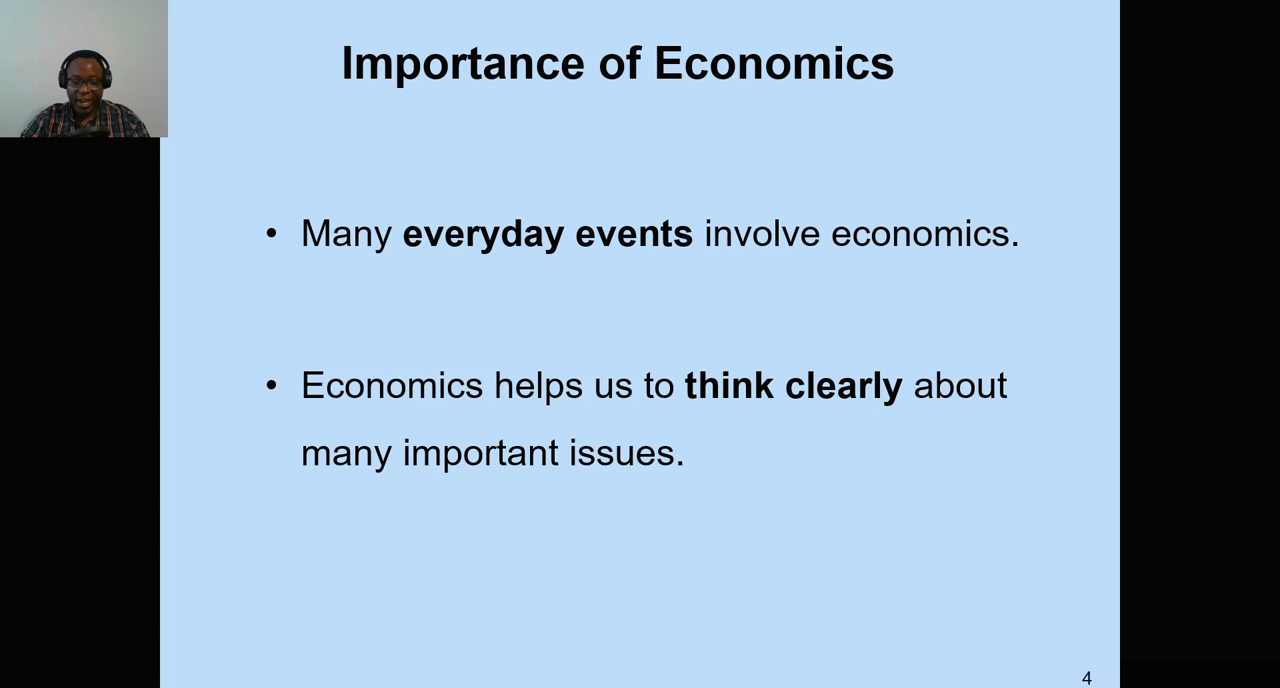 Importance of Economics
• Many everyday events involve economics.
• Economics helps us to think clearly about
many important issues.
4